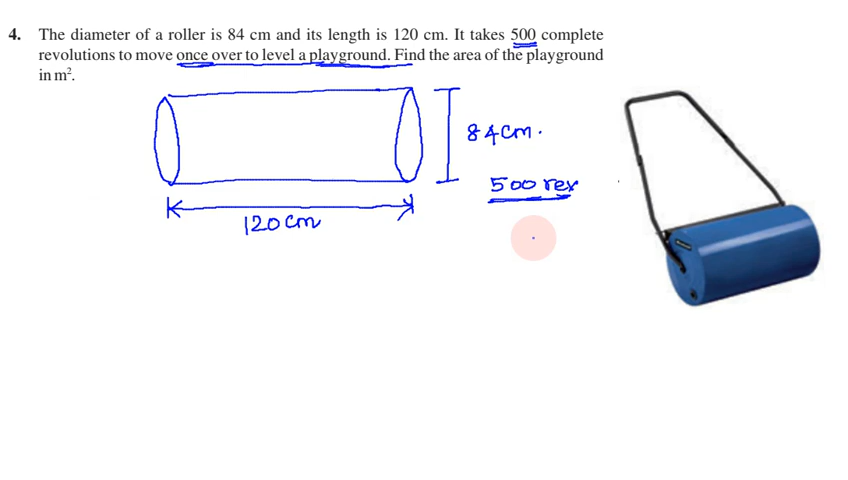 4. The diameter of a roller is 84 cm and its length is 120 cm. It takes 500 complete
revolutions to move once over to level a playground. Find the area of the playground
in m².
84cm.
500 rev
120cm